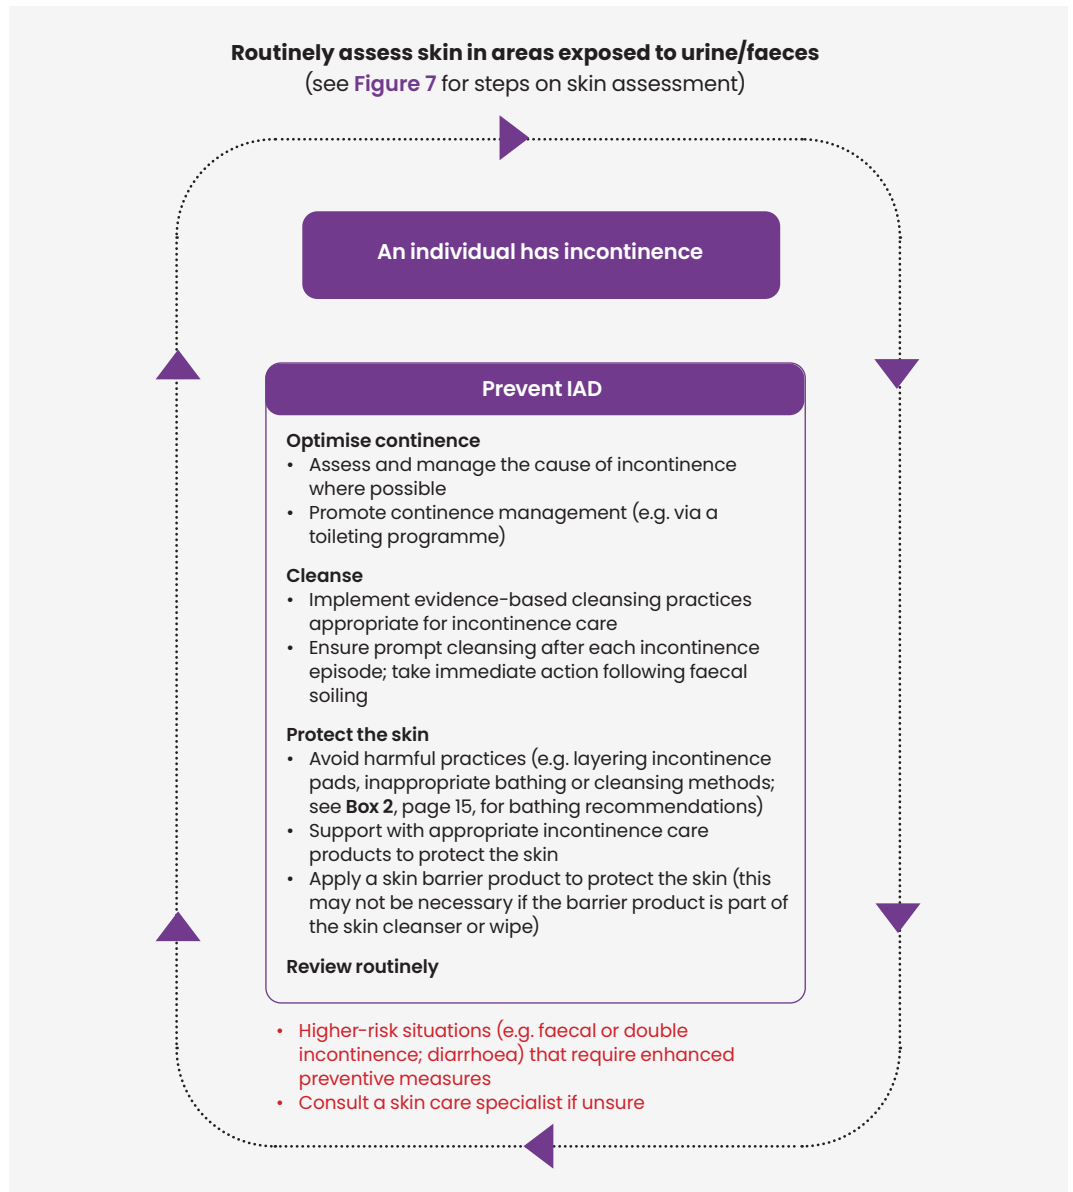 Routinely assess skin in areas exposed to urine/faeces
(see Figure 7 for steps on skin assessment)
An individual has incontinence
Prevent IAD
Optimise continence
• Assess and manage the cause of incontinence
where possible
• Promote continence management (e.g. via a
toileting programme)
Cleanse
• Implement evidence-based cleansing practices
appropriate for incontinence care
• Ensure prompt cleansing after each incontinence
episode; take immediate action following faecal
soiling
Protect the skin
• Avoid harmful practices (e.g. layering incontinence
pads, inappropriate bathing or cleansing methods;
see Box 2, page 15, for bathing recommendations)
• Support with appropriate incontinence care
products to protect the skin
• Apply a skin barrier product to protect the skin (this
may not be necessary if the barrier product is part of
the skin cleanser or wipe)
Review routinely
• Higher-risk situations (e.g. faecal or double
incontinence; diarrhoea) that require enhanced
preventive measures
• Consult a skin care specialist if unsure